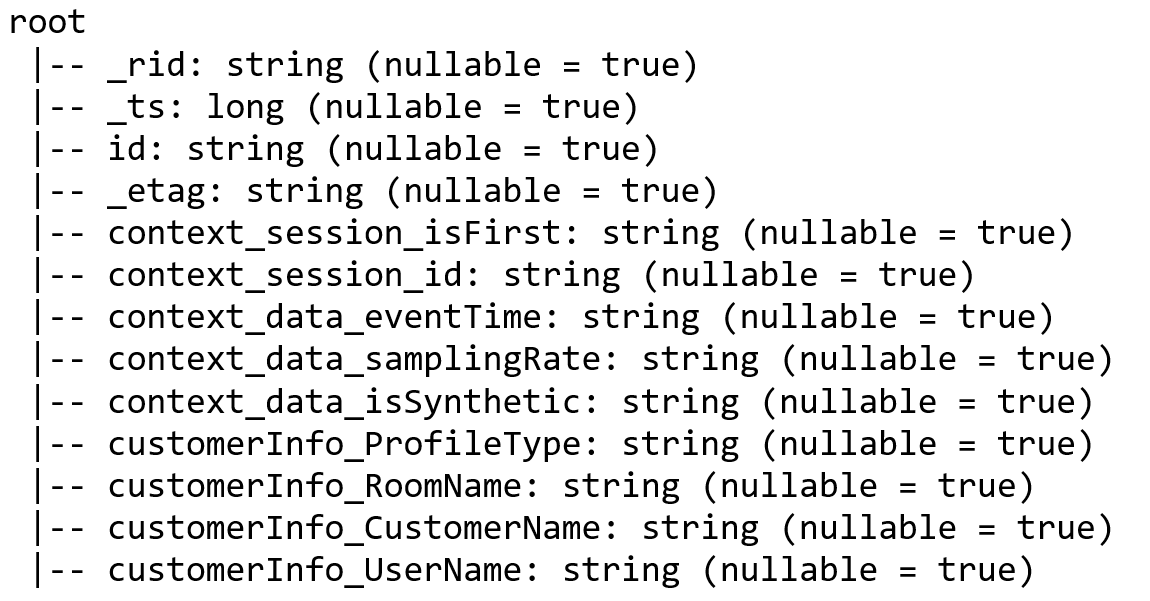 root
 |-- _rid: string (nullable = true)
 |-- _ts: long (nullable = true)
 |-- id: string (nullable = true)
 |-- _etag: string (nullable = true)
 |-- context_session_isFirst: string (nullable = true)
 |-- context_session_id: string (nullable = true)
 |-- context_data_eventTime: string (nullable = true)
 |-- context_data_samplingRate: string (nullable = true)
 |-- context_data_isSynthetic: string (nullable = true)
 |-- customerInfo_ProfileType: string (nullable = true)
 |-- customerInfo_RoomName: string (nullable = true)
 |-- customerInfo_CustomerName: string (nullable = true)
 |-- customerInfo_UserName: string (nullable = true)